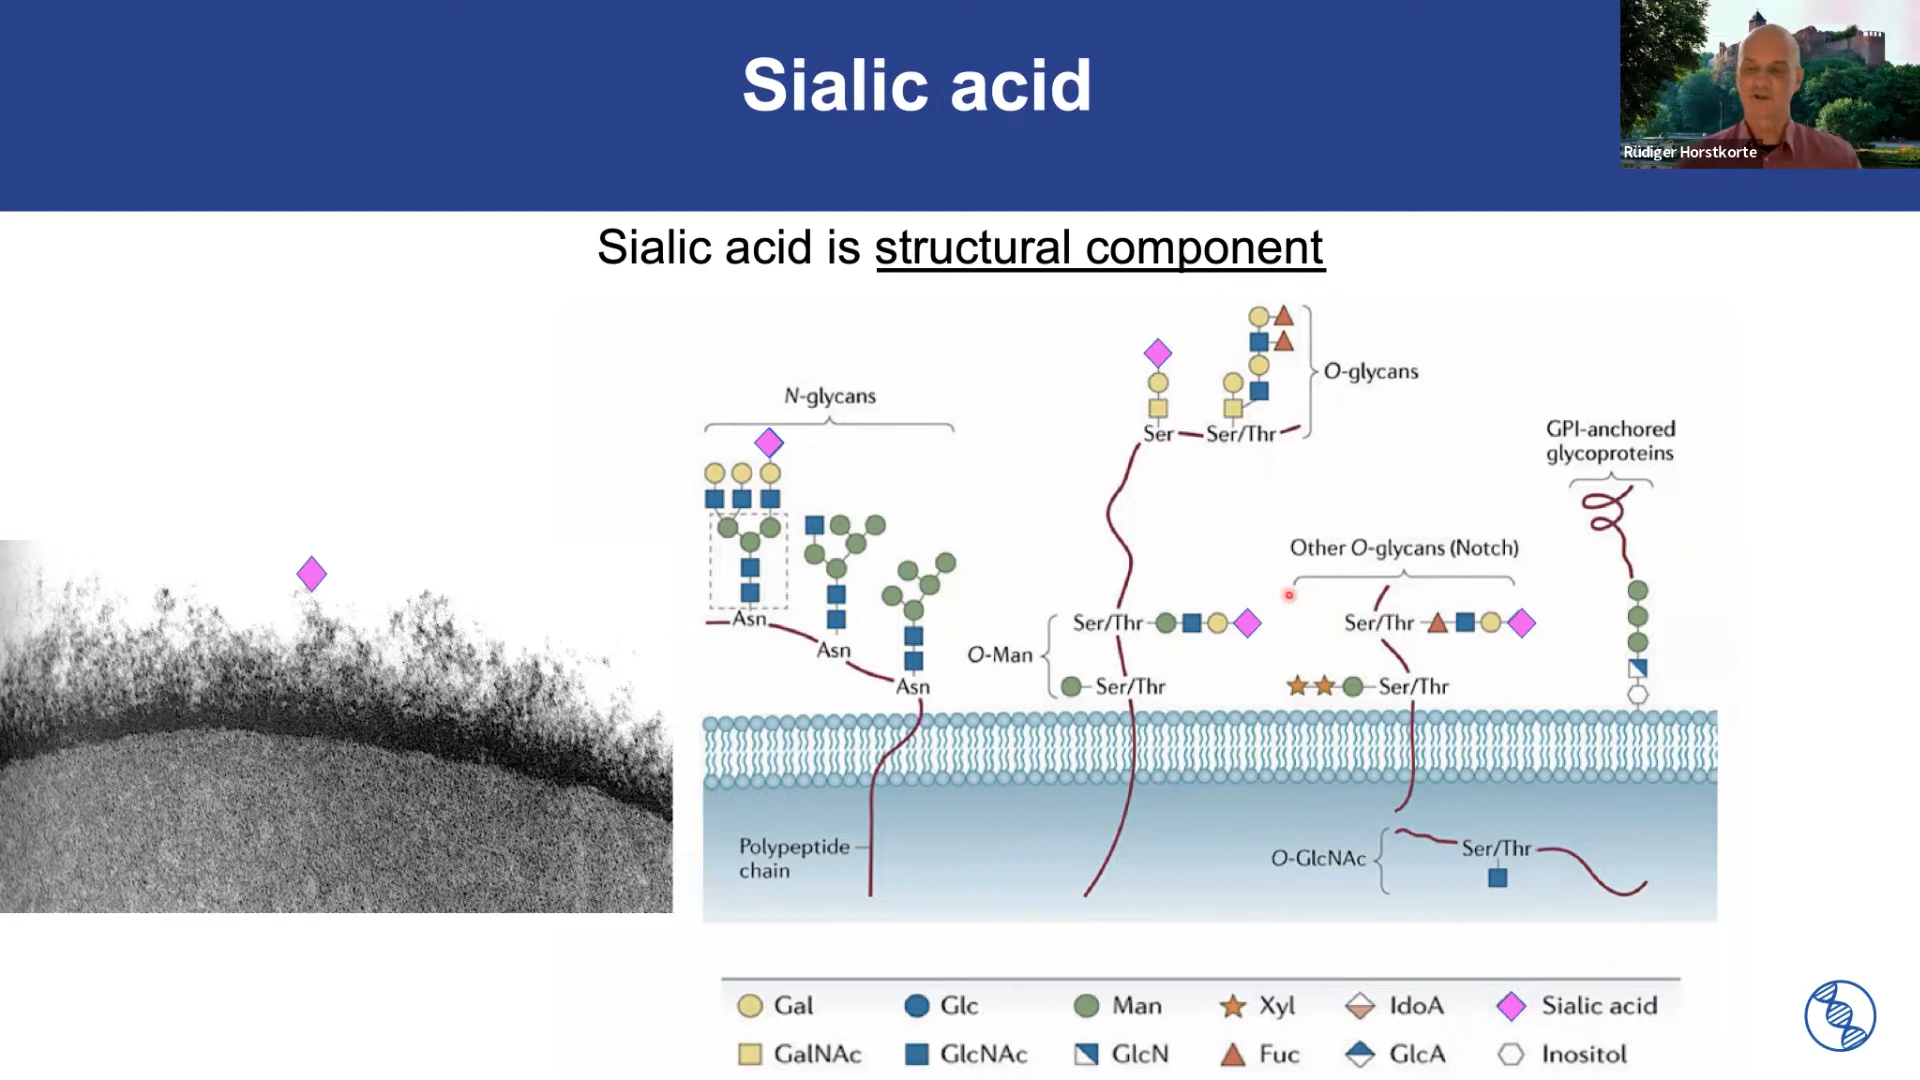 Sialic acid
Rüdiger Horstkorte
Sialic acid is structural component
N-glycans
O-glycans
Ser
Ser/Thr
GPI-anchored
glycoproteins
Other O-glycans (Notch)
Asn
Asn
Asn
O-Man
Ser/Thr
Ser/Thr
Ser/Thr
Ser/Thr
Polypeptide
chain
O-GlcNAc
Ser/Thr
Gal
Glc
Man
Xyl
IdoA
Sialic acid
GalNAc
GlcNAc
GlcN
Fuc
GlcA
Inositol